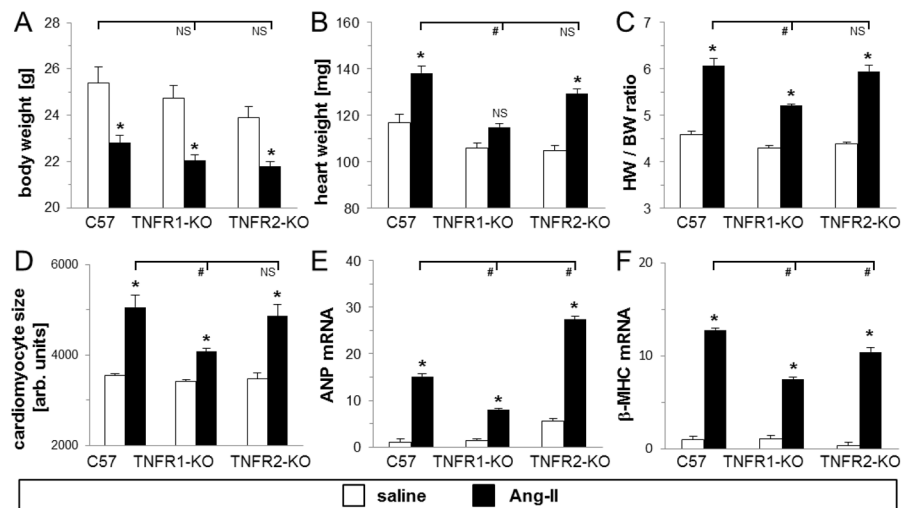 A
body weight [g]
28
26
24
22
20
NS
NS
*
*
*
C57
TNFR1-KO
TNFR2-KO
B
heart weight [mg]
160
140
120
100
80
#
NS
*
NS
*
C57
TNFR1-KO
TNFR2-KO
C
HW / BW ratio
7
6
5
4
3
#
NS
*
*
*
C57
TNFR1-KO
TNFR2-KO
D
cardiomyocyte size
[arb. units]
6000
4000
2000
#
NS
*
*
*
C57
TNFR1-KO
TNFR2-KO
E
ANP mRNA
40
30
20
10
0
#
#
*
*
*
C57
TNFR1-KO
TNFR2-KO
F
β-MHC mRNA
20
10
0
#
#
*
*
*
C57
TNFR1-KO
TNFR2-KO
saline
Ang-II